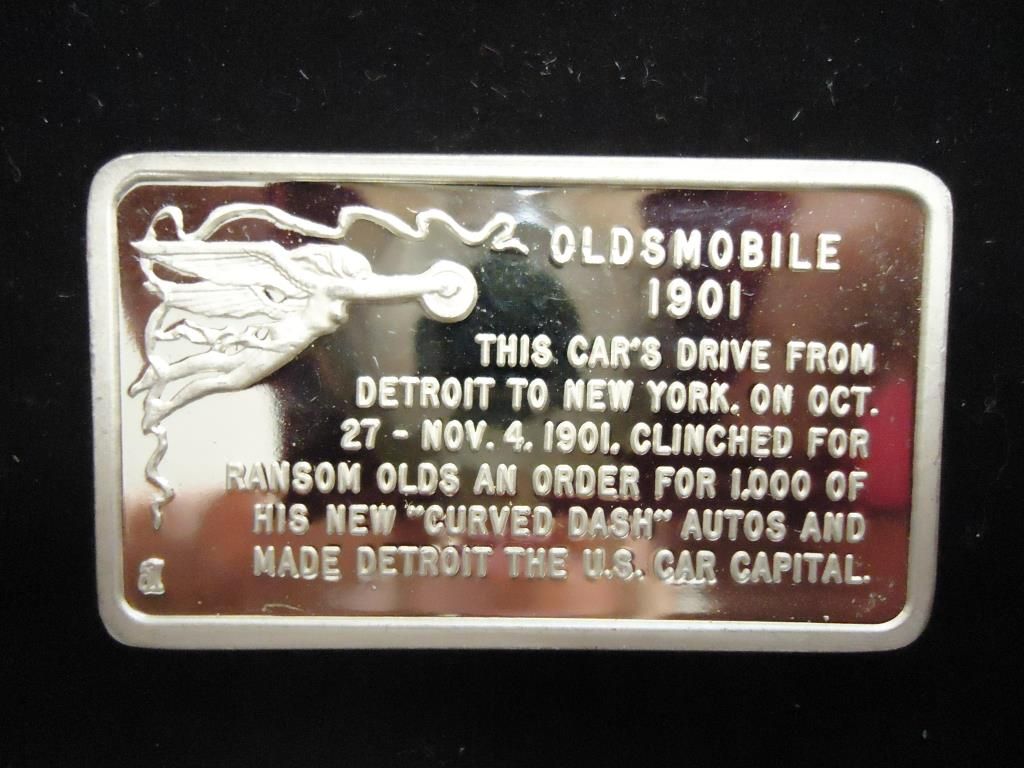 OLDSMOBILE
1901
THIS CAR'S DRIVE FROM
DETROIT TO NEW YORK. ON OCT.
27 - NOV. 4, 1901, CLINCHED FOR
RANSOM OLDS AN ORDER FOR 1,000 OF
HIS NEW "CURVED DASH" AUTOS AND
MADE DETROIT THE U.S. CAR CAPITAL.